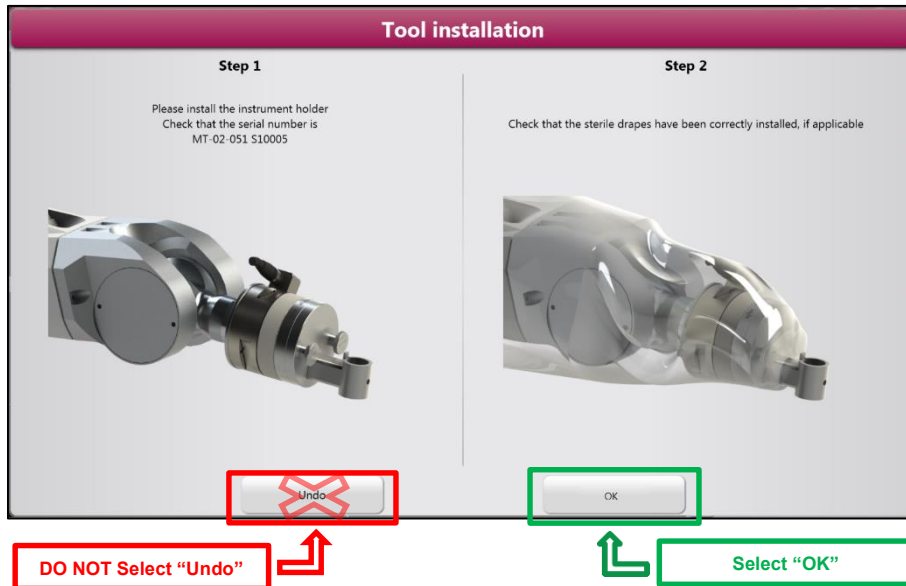 Tool installation
Step 1
Please install the instrument holder
Check that the serial number is
MT-02-051 S10005
Step 2
Check that the sterile drapes have been correctly installed, if applicable
Undo
OK
DO NOT Select “Undo”
Select “OK”